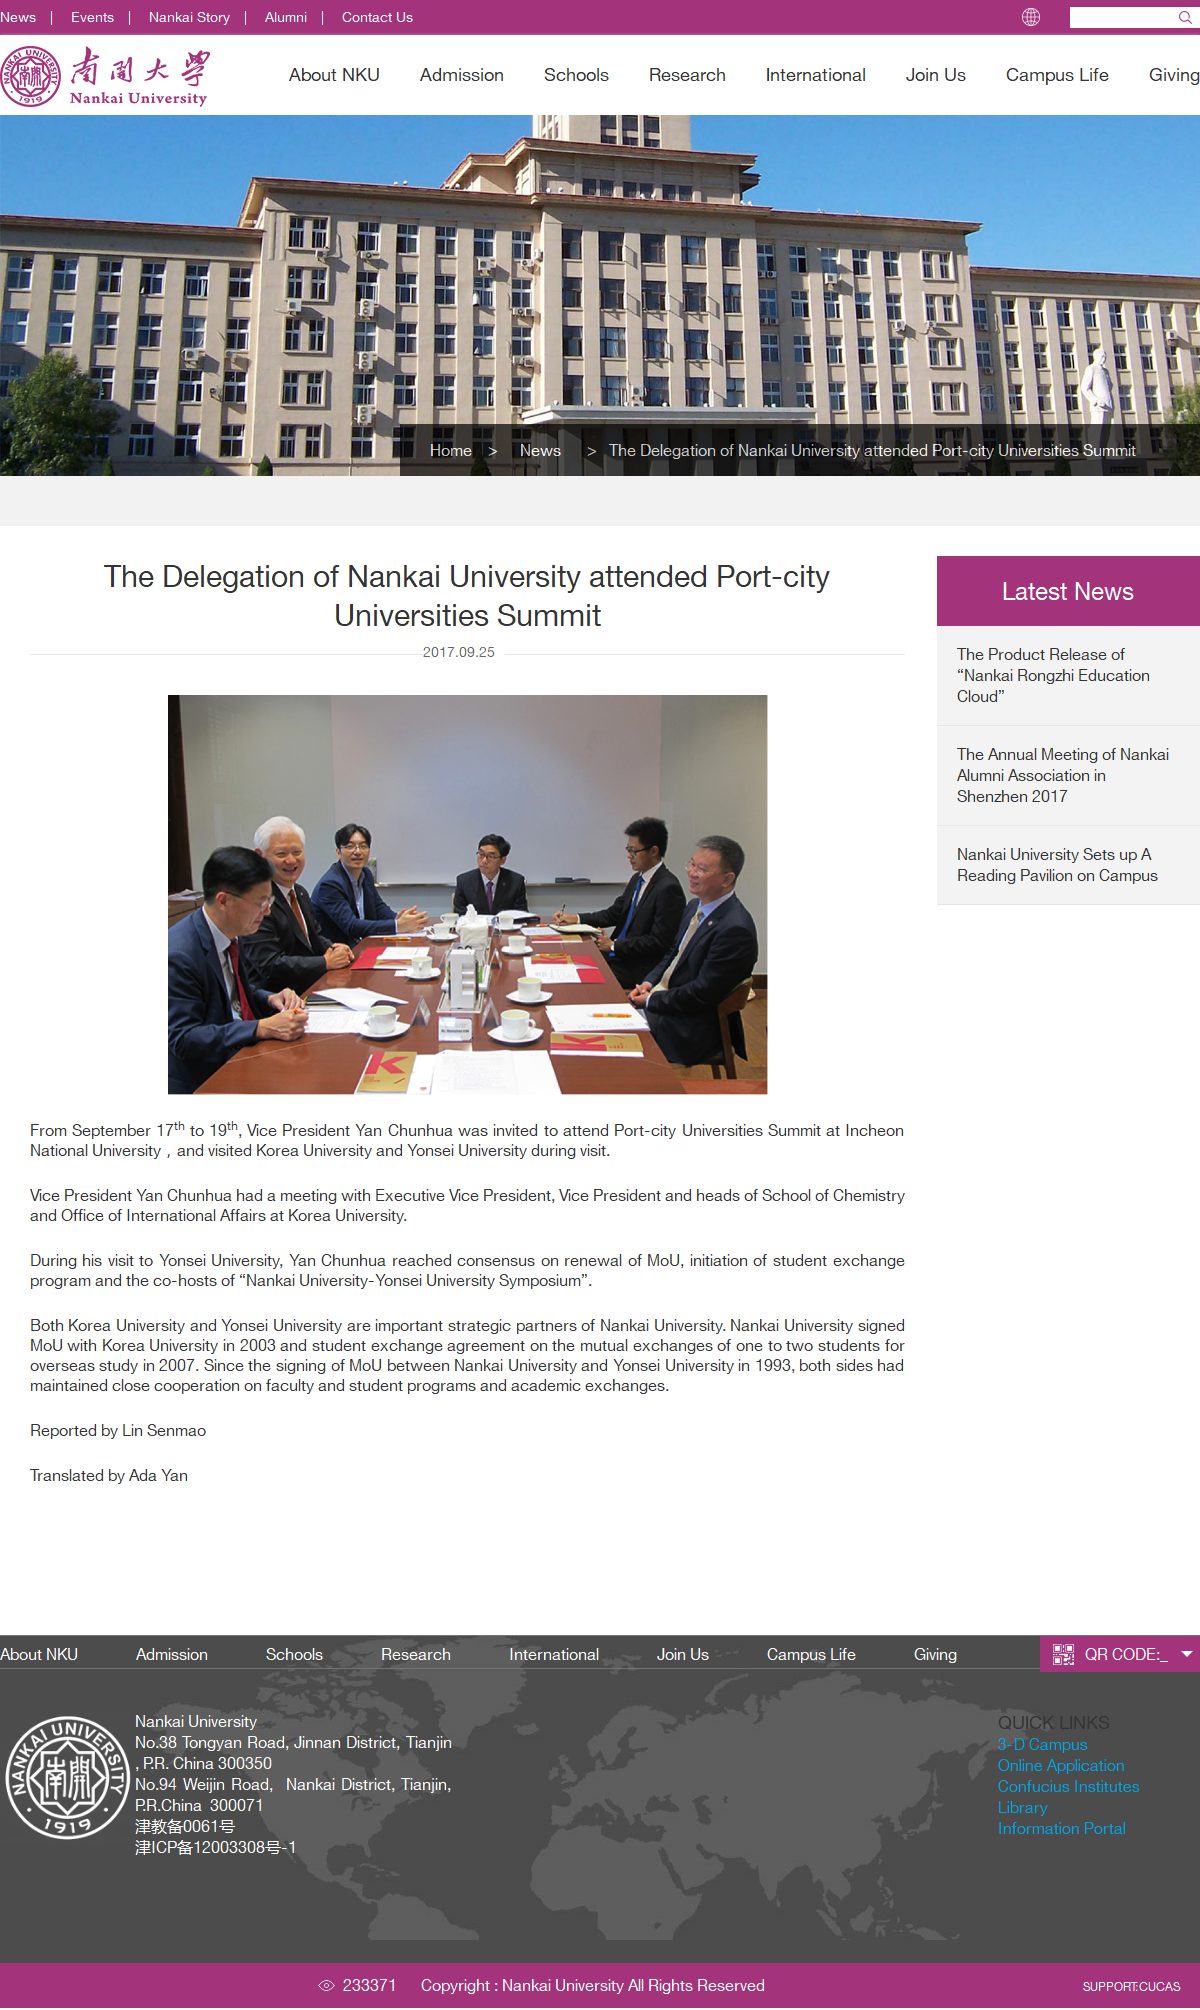 News | Events | Nankai Story | Alumni | Contact Us
NANKAI UNIVERSITY
1919
南開大學
Nankai University
About NKU Admission Schools Research International Join Us Campus Life Giving
Home > News > The Delegation of Nankai University attended Port-city Universities Summit
The Delegation of Nankai University attended Port-city
Universities Summit
2017.09.25
Latest News
The Product Release of
“Nankai Rongzhi Education
Cloud”
The Annual Meeting of Nankai
Alumni Association in
Shenzhen 2017
Nankai University Sets up A
Reading Pavilion on Campus
From September 17th to 19th, Vice President Yan Chunhua was invited to attend Port-city Universities Summit at Incheon
National University，and visited Korea University and Yonsei University during visit.
Vice President Yan Chunhua had a meeting with Executive Vice President, Vice President and heads of School of Chemistry
and Office of International Affairs at Korea University.
During his visit to Yonsei University, Yan Chunhua reached consensus on renewal of MoU, initiation of student exchange
program and the co-hosts of “Nankai University-Yonsei University Symposium”.
Both Korea University and Yonsei University are important strategic partners of Nankai University. Nankai University signed
MoU with Korea University in 2003 and student exchange agreement on the mutual exchanges of one to two students for
overseas study in 2007. Since the signing of MoU between Nankai University and Yonsei University in 1993, both sides had
maintained close cooperation on faculty and student programs and academic exchanges.
Reported by Lin Senmao
Translated by Ada Yan
About NKU Admission Schools Research International Join Us Campus Life Giving
QR CODE:_
NANKAI UNIVERSITY
南開
1919
Nankai University
No.38 Tongyan Road, Jinnan District, Tianjin
, P.R. China 300350
No.94 Weijin Road, Nankai District, Tianjin,
P.R.China 300071
津教备0061号
津ICP备12003308号-1
QUICK LINKS
3-D Campus
Online Application
Confucius Institutes
Library
Information Portal
233371 Copyright : Nankai University All Rights Reserved
SUPPORT:CUCAS